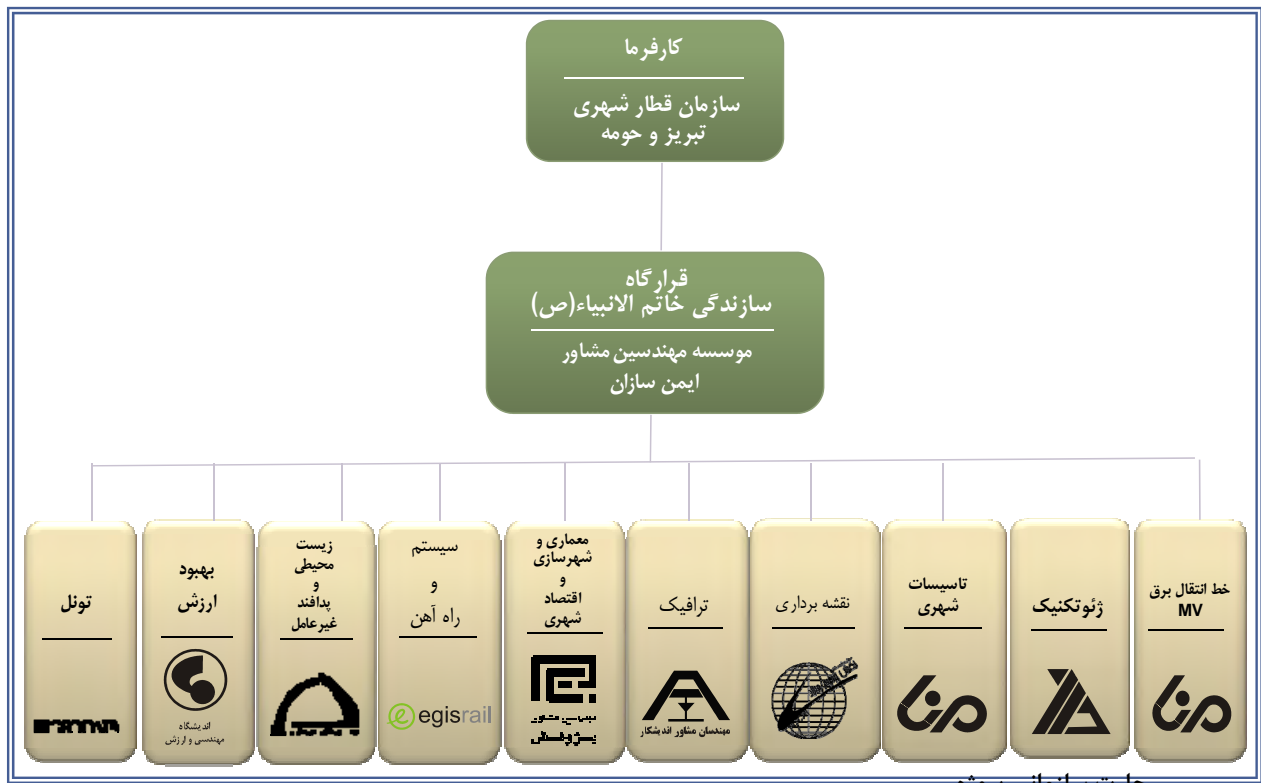 کارفرما
سازمان قطار شهری
تبریز و حومه
قرارگاه
سازندگی خاتم الانبیاء(ص)
موسسه مهندسین مشاور
ایمن سازان
خط انتقال برق
MV
منا
ژئوتکنیک
تاسیسات
شهری
منا
نقشه برداری
ترافیک
مهندسان مشاور اندیشکار
معماری و
شهرسازی
و
اقتصاد
شهری
سیستم
و
راه آهن
egisrail
زیست
محیطی
و
پدافند
غیرعامل
بهبود
ارزش
اندیشگاه
مهندسی و ارزش
تونل